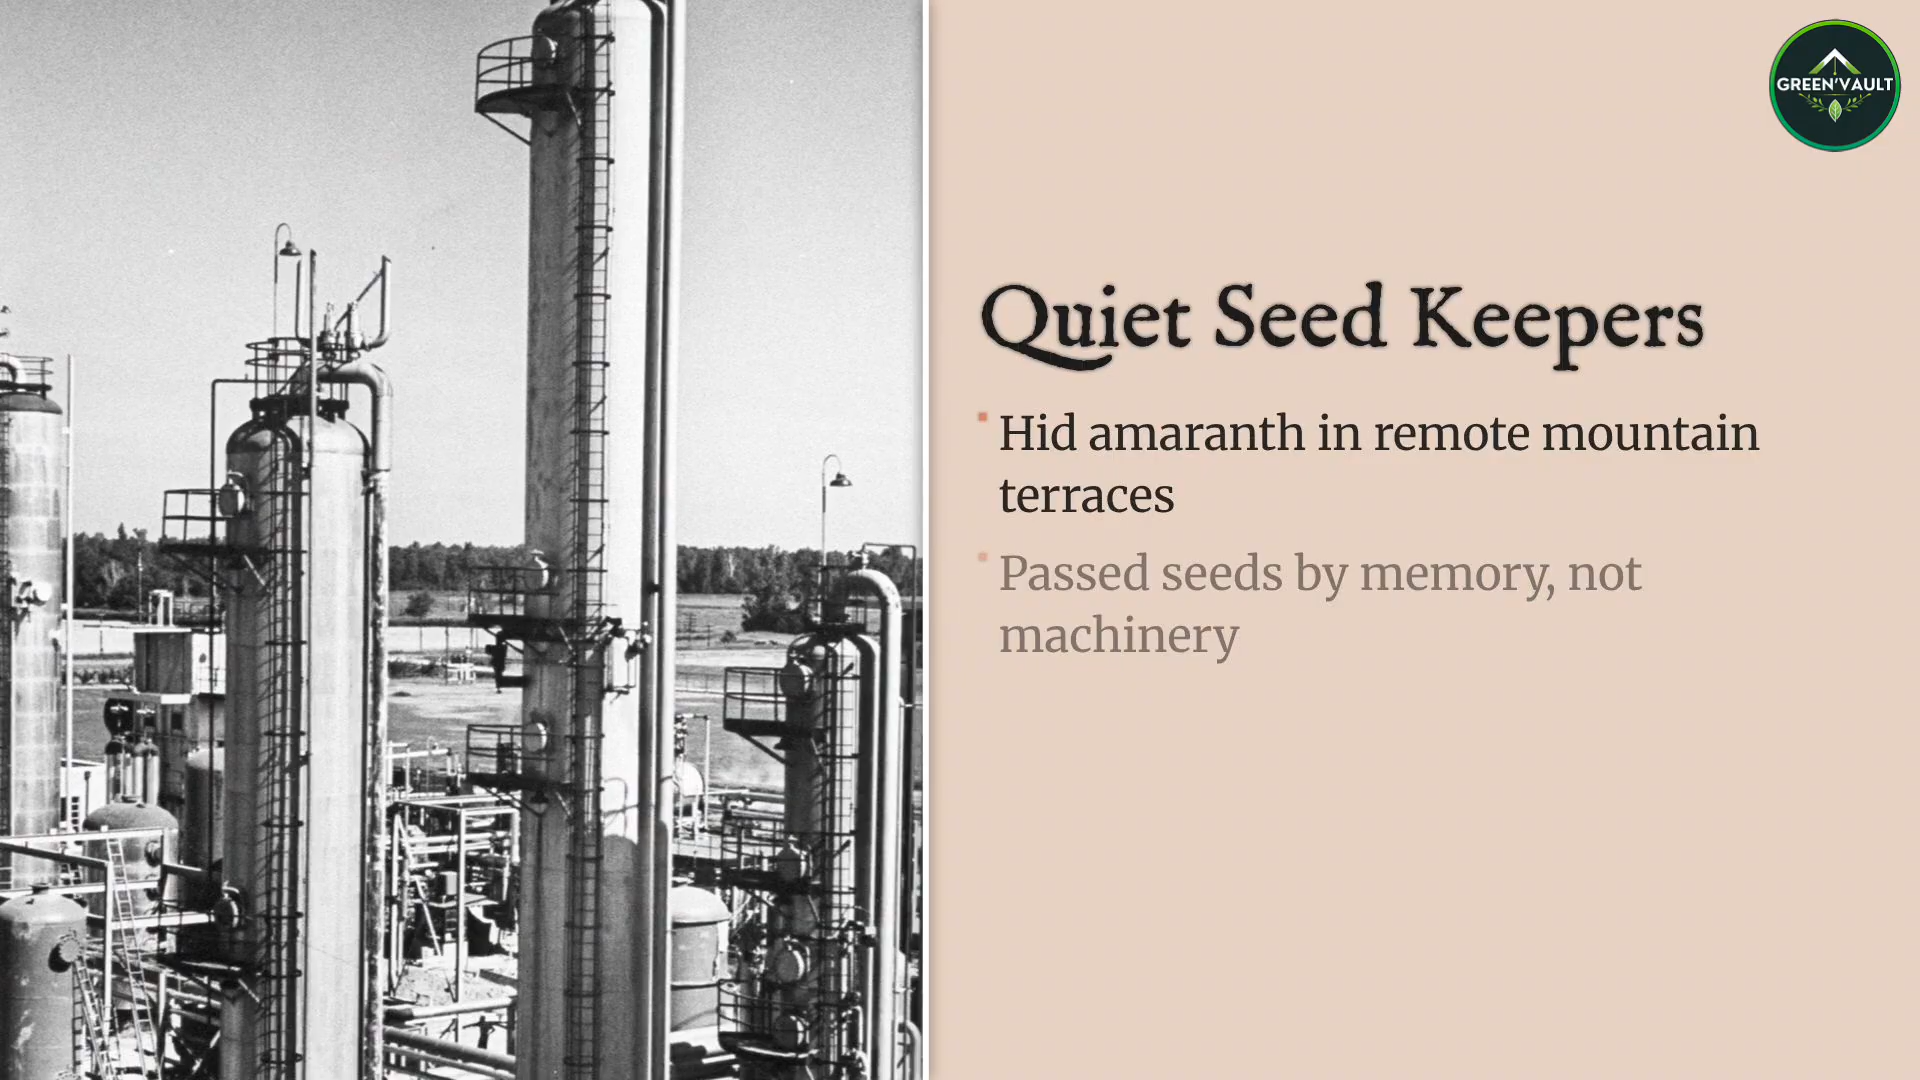 GREEN'VAULT
Quiet Seed Keepers
Hid amaranth in remote mountain
terraces
Passed seeds by memory, not
machinery